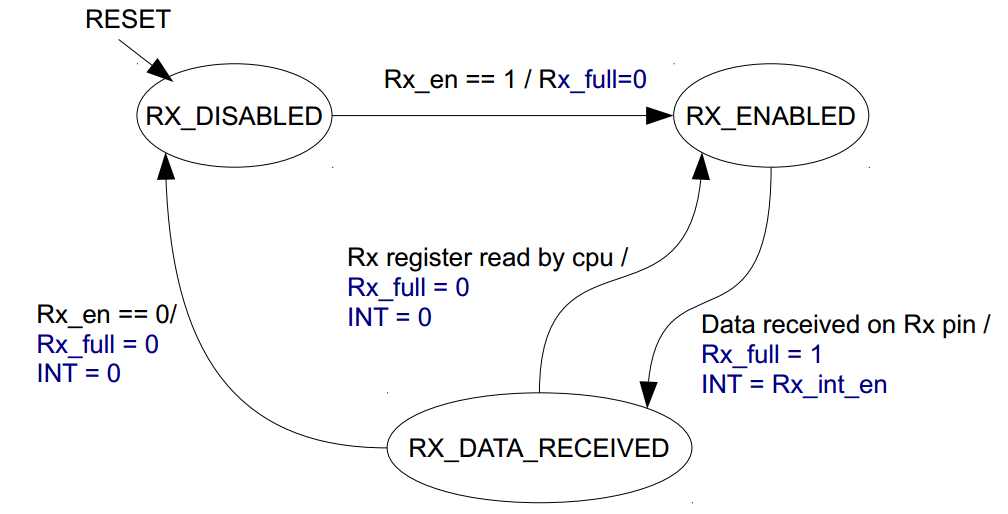 RESET
Rx_en == 1 / Rx_full=0
RX_DISABLED
RX_ENABLED
Rx register read by cpu /
Rx_full = 0
INT = 0
Rx_en == 0/
Rx_full = 0
INT = 0
Data received on Rx pin /
Rx_full = 1
INT = Rx_int_en
RX_DATA_RECEIVED